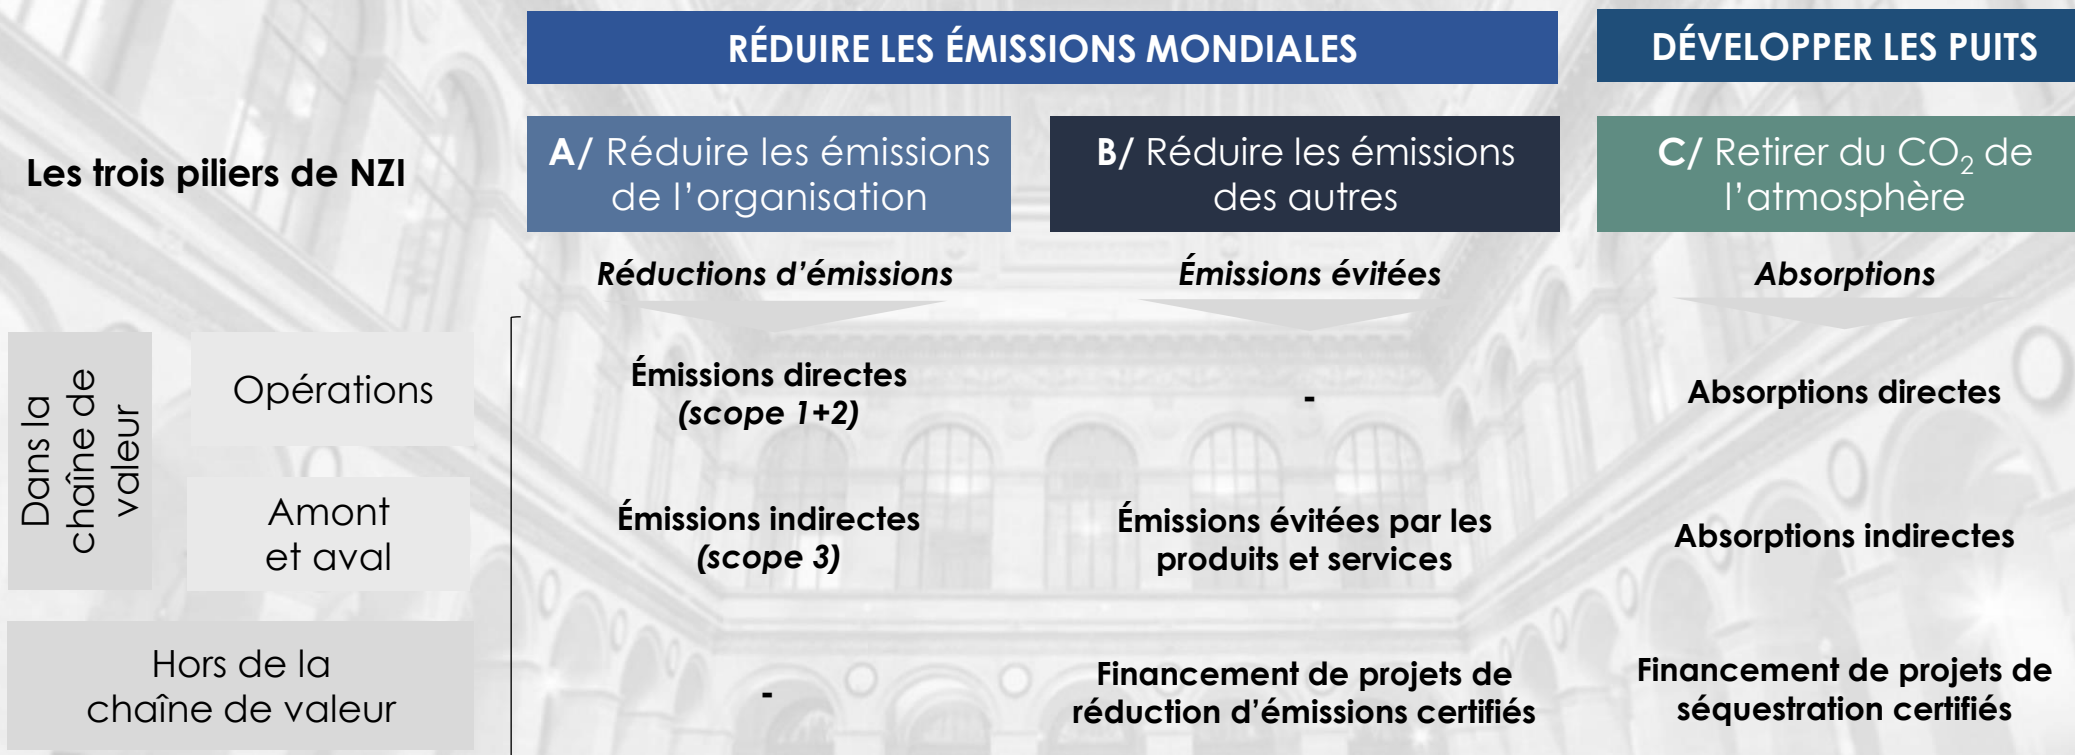 RÉDUIRE LES ÉMISSIONS MONDIALES
DÉVELOPPER LES PUITS
Les trois piliers de NZI
A/ Réduire les émissions
de l’organisation
B/ Réduire les émissions
des autres
C/ Retirer du CO₂ de
l’atmosphère
Réductions d’émissions
Émissions évitées
Absorptions
Dans la
chaîne de
valeur
Opérations
Émissions directes
(scope 1+2)
-
Absorptions directes
Amont
et aval
Émissions indirectes
(scope 3)
Émissions évitées par les
produits et services
Absorptions indirectes
Hors de la
chaîne de valeur
-
Financement de projets de
réduction d’émissions certifiés
Financement de projets de
séquestration certifiés